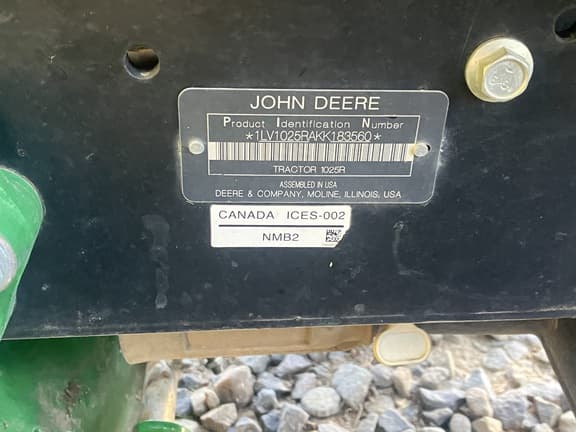 JOHN DEERE
Product Identification Number
*1LV1025RAKK183560*
TRACTOR 1025R
ASSEMBLED IN USA
DEERE & COMPANY, MOLINE, ILLINOIS, USA
CANADA ICES-002
NMB2